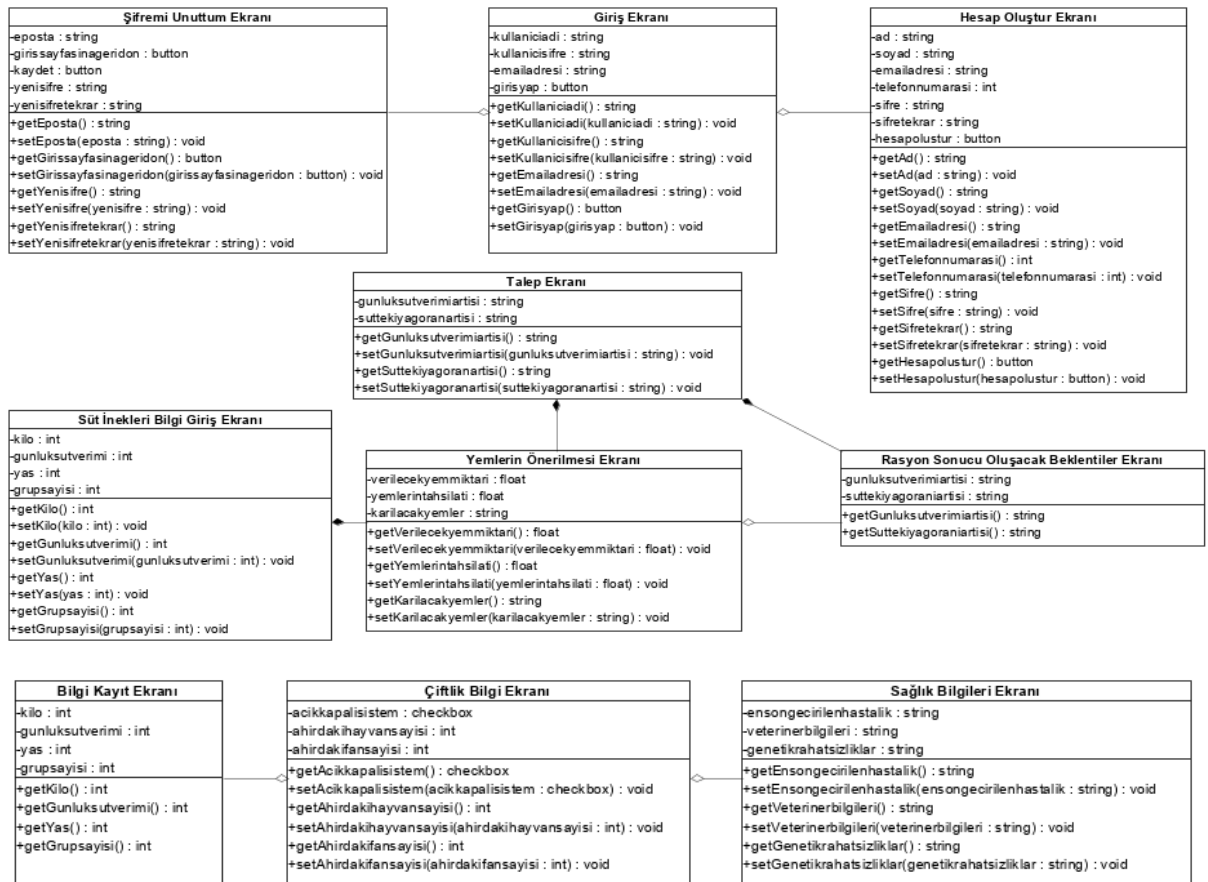 Şifremi Unuttum Ekranı
-eposta : string
-girissayfasinageridon : button
-kaydet : button
-yenisifre : string
-yenisifretekrar : string
+getEposta() : string
+setEposta(eposta : string) : void
+getGirissayfasinageridon() : button
+setGirissayfasinageridon(girissayfasinageridon : button) : void
+getYenisifre() : string
+setYenisifre(yenisifre : string) : void
+getYenisifretekrar() : string
+setYenisifretekrar(yenisifretekrar : string) : void
Giriş Ekranı
-kullaniciadi : string
-kullanicisifre : string
-emailadresi : string
-girisyap : button
+getKullaniciadi() : string
+setKullaniciadi(kullaniciadi : string) : void
+getKullanicisifre() : string
+setKullanicisifre(kullanicisifre : string) : void
+getEmailadresi() : string
+setEmailadresi(emailadresi : string) : void
+getGirisyap() : button
+setGirisyap(girisyap : button) : void
Hesap Oluştur Ekranı
-ad : string
-soyad : string
-emailadresi : string
-telefonnumarasi : int
-sifre : string
-sifretekrar : string
-hesapolustur : button
+getAd() : string
+setAd(ad : string) : void
+getSoyad() : string
+setSoyad(soyad : string) : void
+getEmailadresi() : string
+setEmailadresi(emailadresi : string) : void
+getTelefonnumarasi() : int
+setTelefonnumarasi(telefonnumarasi : int) : void
+getSifre() : string
+setSifre(sifre : string) : void
+getSifretekrar() : string
+setSifretekrar(sifretekrar : string) : void
+getHesapolustur() : button
+setHesapolustur(hesapolustur : button) : void
Talep Ekranı
-gunluksutverimiartisi : string
-suttekiyagoranartisi : string
+getGunluksutverimiartisi() : string
+setGunluksutverimiartisi(gunluksutverimiartisi : string) : void
+getSuttekiyagoranartisi() : string
+setSuttekiyagoranartisi(suttekiyagoranartisi : string) : void
Süt İnekleri Bilgi Giriş Ekranı
-kilo : int
-gunluksutverimi : int
-yas : int
-grupsayisi : int
+getKilo() : int
+setKilo(kilo : int) : void
+getGunluksutverimi() : int
+setGunluksutverimi(gunluksutverimi : int) : void
+getYas() : int
+setYas(yas : int) : void
+getGrupsayisi() : int
+setGrupsayisi(grupsayisi : int) : void
Yemlerin Önerilmesi Ekranı
-verilecekyemmiktari : float
-yemlerintahsilati : float
-karilacakyemler : string
+getVerilecekyemmiktari() : float
+setVerilecekyemmiktari(verilecekyemmiktari : float) : void
+getYemlerintahsilati() : float
+setYemlerintahsilati(yemlerintahsilati : float) : void
+getKarilacakyemler() : string
+setKarilacakyemler(karilacakyemler : string) : void
Rasyon Sonucu Oluşacak Beklentiler Ekranı
-gunluksutverimiartisi : string
-suttekiyagoraniartisi : string
+getGunluksutverimiartisi() : string
+getSuttekiyagoraniartisi() : string
Bilgi Kayıt Ekranı
-kilo : int
-gunluksutverimi : int
-yas : int
-grupsayisi : int
+getKilo() : int
+getGunluksutverimi() : int
+getYas() : int
+getGrupsayisi() : int
Çiftlik Bilgi Ekranı
-acikkapalisistem : checkbox
-ahirdakihayvansayisi : int
-ahirdakifansayisi : int
+getAcikkapalisistem() : checkbox
+setAcikkapalisistem(acikkapalisistem : checkbox) : void
+getAhirdakihayvansayisi() : int
+setAhirdakihayvansayisi(ahirdakihayvansayisi : int) : void
+getAhirdakifansayisi() : int
+setAhirdakifansayisi(ahirdakifansayisi : int) : void
Sağlık Bilgileri Ekranı
-ensongecirilenhastalik : string
-veterinerbilgileri : string
-genetikrahatsizliklar : string
+getEnsongecirilenhastalik() : string
+setEnsongecirilenhastalik(ensongecirilenhastalik : string) : void
+getVeterinerbilgileri() : string
+setVeterinerbilgileri(veterinerbilgileri : string) : void
+getGenetikrahatsizliklar() : string
+setGenetikrahatsizliklar(genetikrahatsizliklar : string) : void